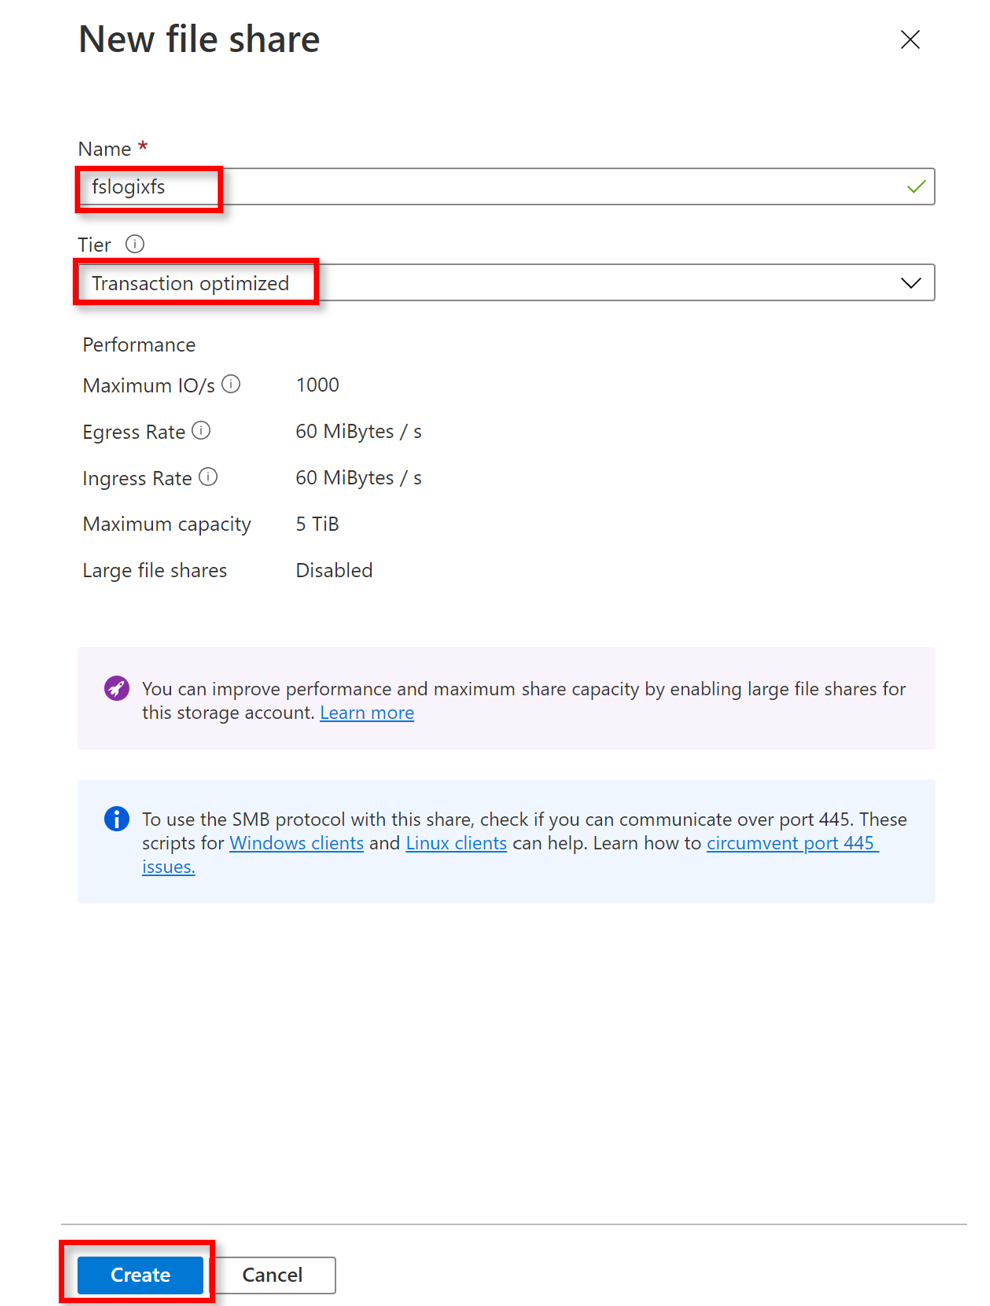 New file share
Name *
fslogixfs
Tier
Transaction optimized
Performance
Maximum IO/s 1000
Egress Rate 60 MiBytes / s
Ingress Rate 60 MiBytes / s
Maximum capacity 5 TiB
Large file shares Disabled
You can improve performance and maximum share capacity by enabling large file shares for
this storage account. Learn more
To use the SMB protocol with this share, check if you can communicate over port 445. These
scripts for Windows clients and Linux clients can help. Learn how to circumvent port 445
issues.
Create Cancel